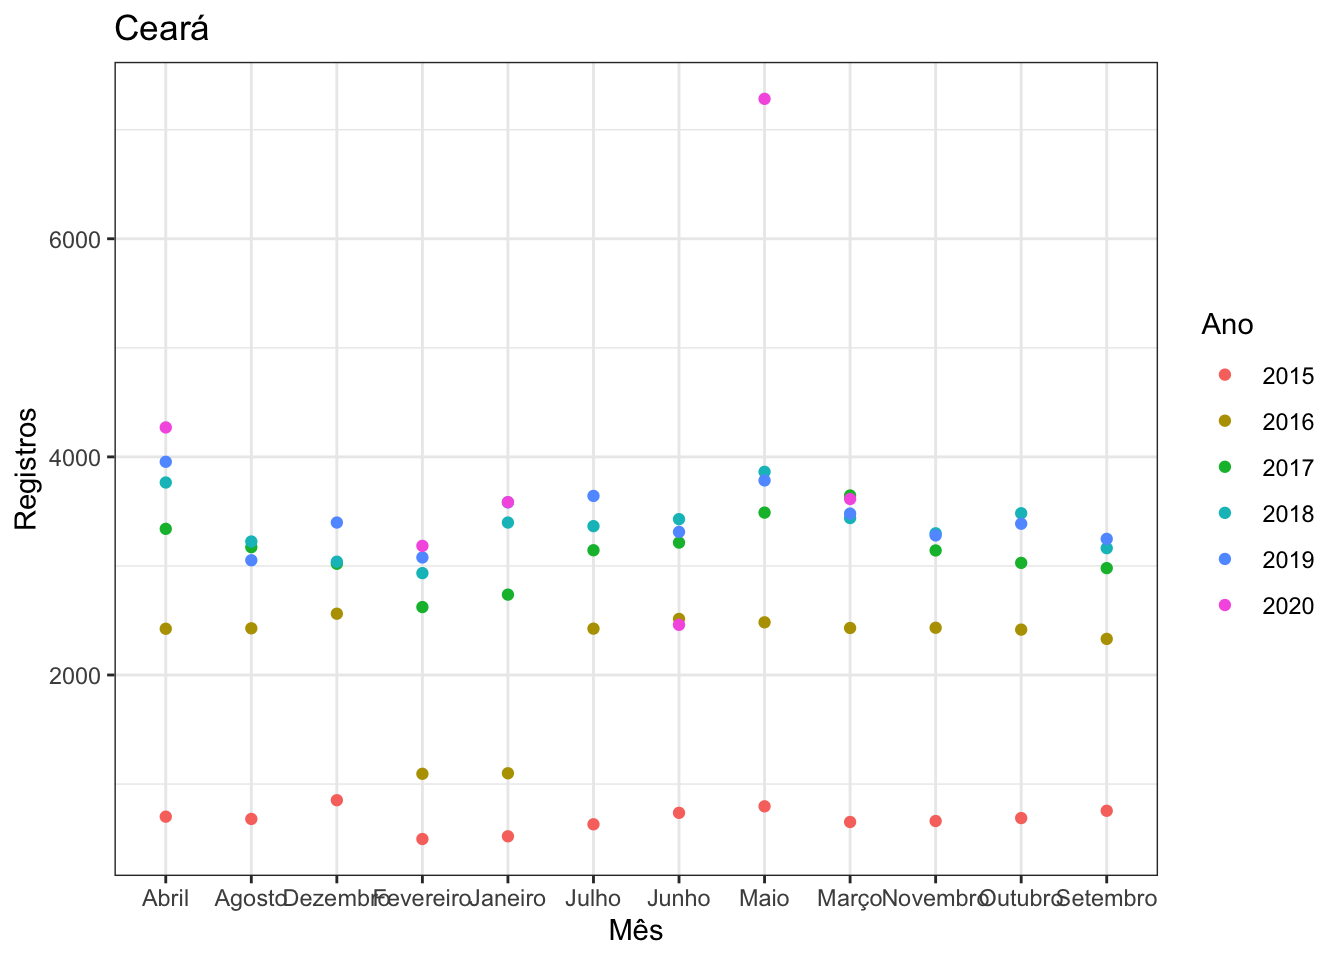 Ceará
6000
4000
2000
Registros
Abril Agosto Dezembro Fevereiro Janeiro Julho Junho Maio Março Novembro Outubro Setembro
Mês
Ano
2015
2016
2017
2018
2019
2020